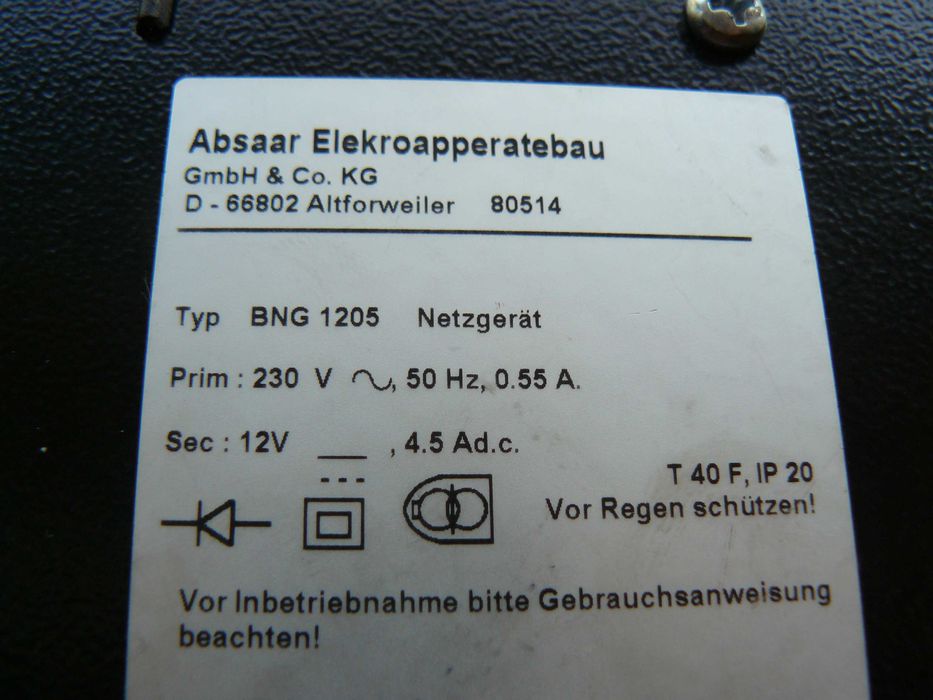 Absaar Elekroapperatebau
GmbH & Co. KG
D - 66802 Altforweiler 80514
Typ BNG 1205 Netzgerät
Prim : 230 V ~, 50 Hz, 0.55 A.
Sec : 12V ⎓, 4.5 Ad.c.
T 40 F, IP 20
Vor Regen schützen!
Vor Inbetriebnahme bitte Gebrauchsanweisung
beachten!